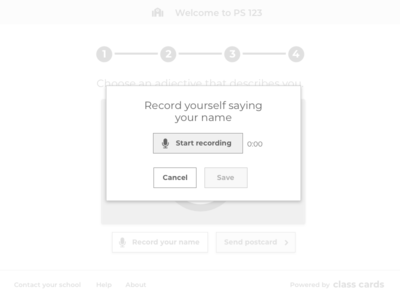 Welcome to PS 123
1 2 3 4
Choose an adjective that describes you
Record yourself saying
your name
Start recording 0:00
Cancel Save
Record your name Send postcard
Contact your school Help About Powered by class cards